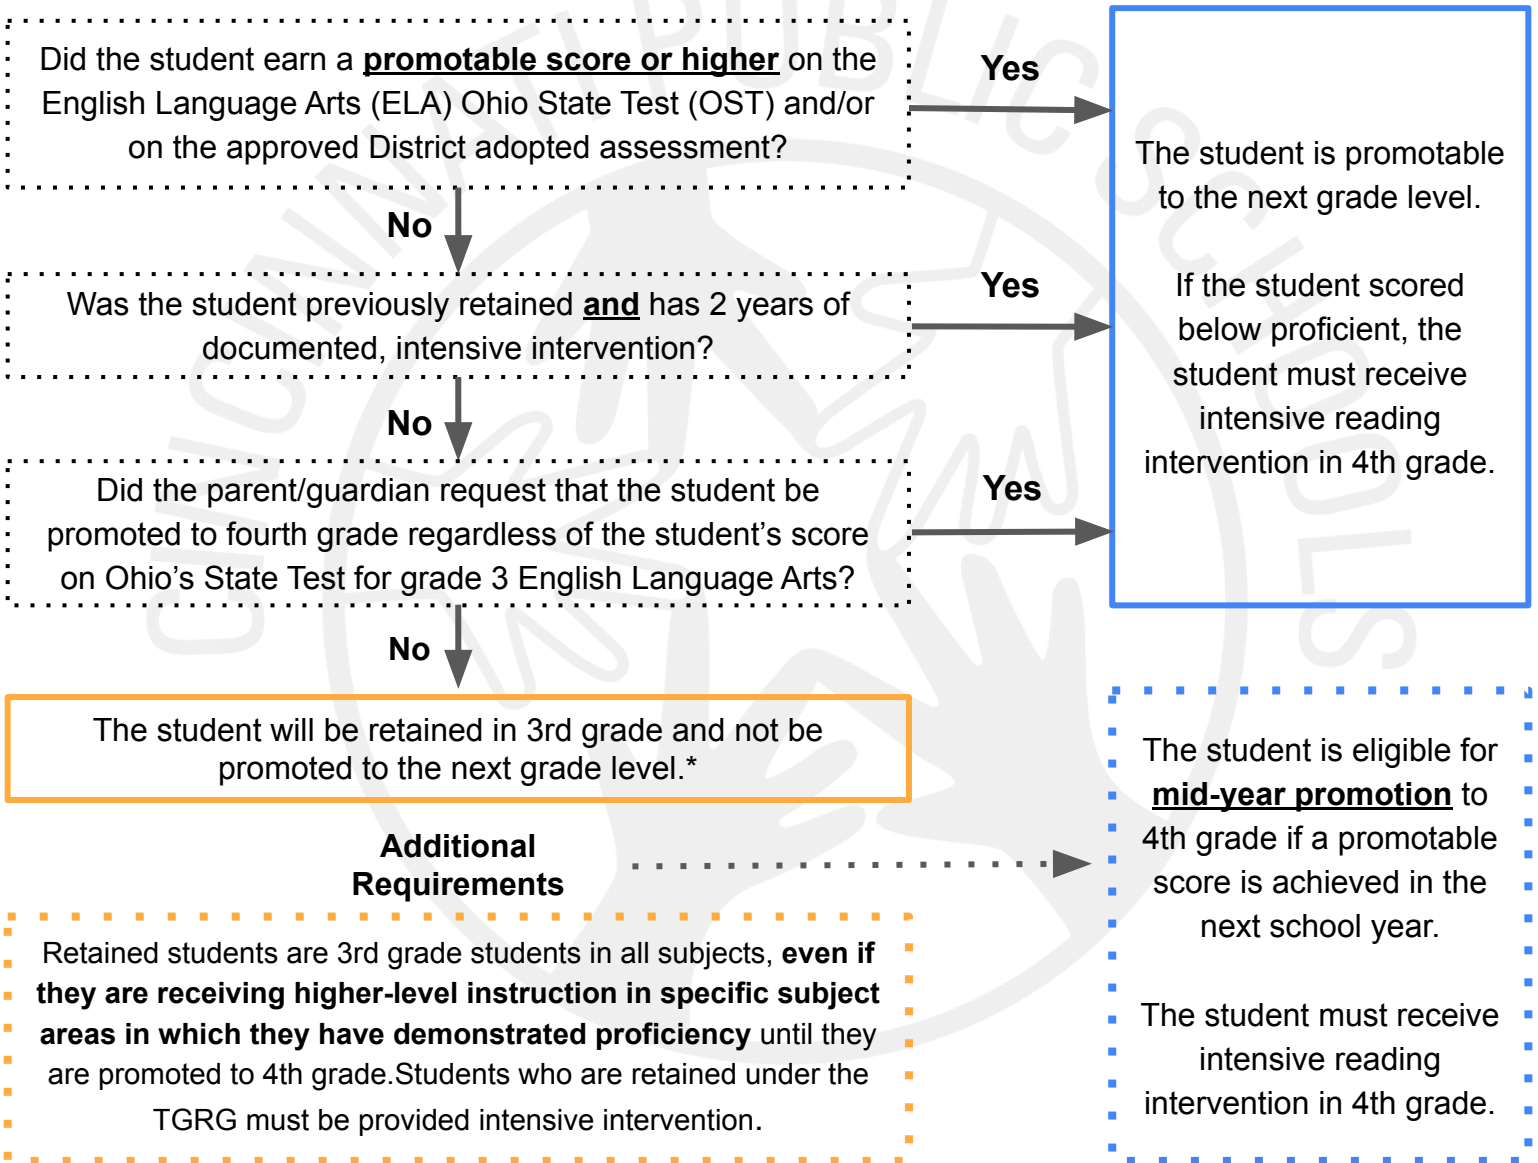 Did the student earn a promotable score or higher on the
English Language Arts (ELA) Ohio State Test (OST) and/or
on the approved District adopted assessment?
Yes
The student is promotable
to the next grade level.
If the student scored
below proficient, the
student must receive
intensive reading
intervention in 4th grade.
No
Was the student previously retained and has 2 years of
documented, intensive intervention?
Yes
No
Did the parent/guardian request that the student be
promoted to fourth grade regardless of the student’s score
on Ohio’s State Test for grade 3 English Language Arts?
Yes
No
The student will be retained in 3rd grade and not be
promoted to the next grade level.*
Additional
Requirements
The student is eligible for
mid-year promotion to
4th grade if a promotable
score is achieved in the
next school year.
The student must receive
intensive reading
intervention in 4th grade.
Retained students are 3rd grade students in all subjects, even if
they are receiving higher-level instruction in specific subject
areas in which they have demonstrated proficiency until they
are promoted to 4th grade.Students who are retained under the
TGRG must be provided intensive intervention.
CINCINNATI PUBLIC SCHOOLS